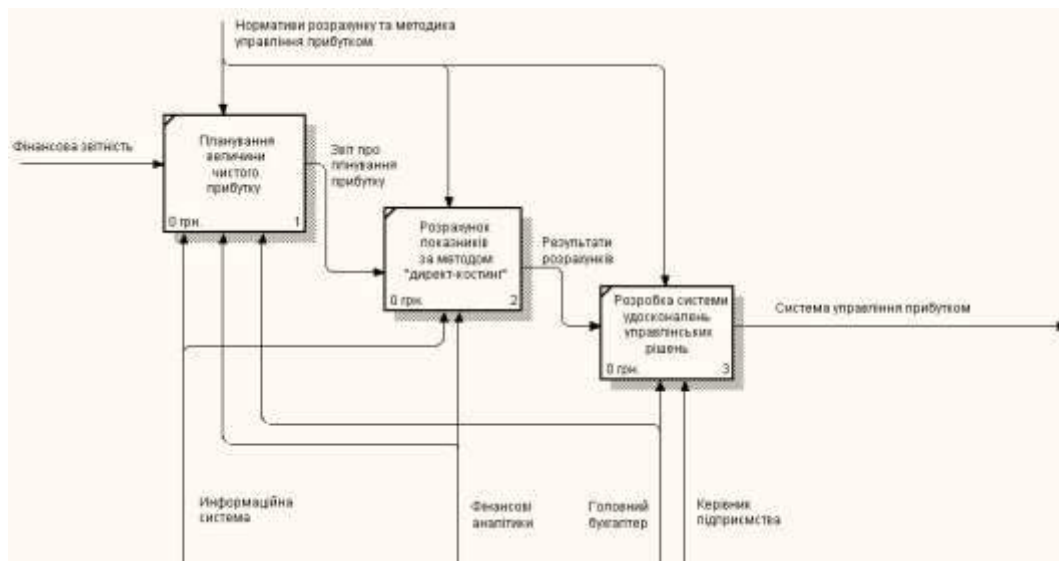 Нормативи розрахунку та методика
управління прибутком
Фінансова звітність
Планування
величини
чистого
прибутку
0 грн.
1
Звіт про
плнування
прибутку
Розрахунок
показників
за методом
"директ-костинг"
0 грн.
2
Результати
розрахунків
Розробка системи
удосконалень
управлінських
рішень
0 грн.
3
Система управління прибутком
Информаційна
система
Фенансові
аналітики
Головний
бухгалтер
Керівник
підприємства